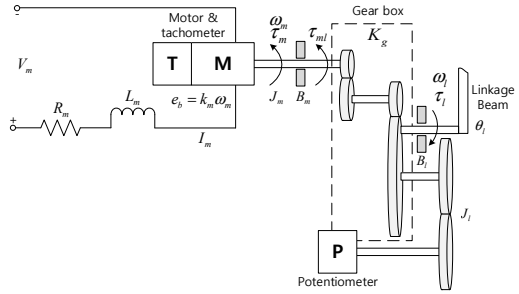 Motor &
tachometer
Gear box
-
V_m
T
M
ω_m
τ_m
τ_ml
K_g
e_b = k_m ω_m
J_m
B_m
R_m
L_m
+
I_m
ω_l
τ_l
Linkage
Beam
θ_l
B_l
J_l
P
Potentiometer